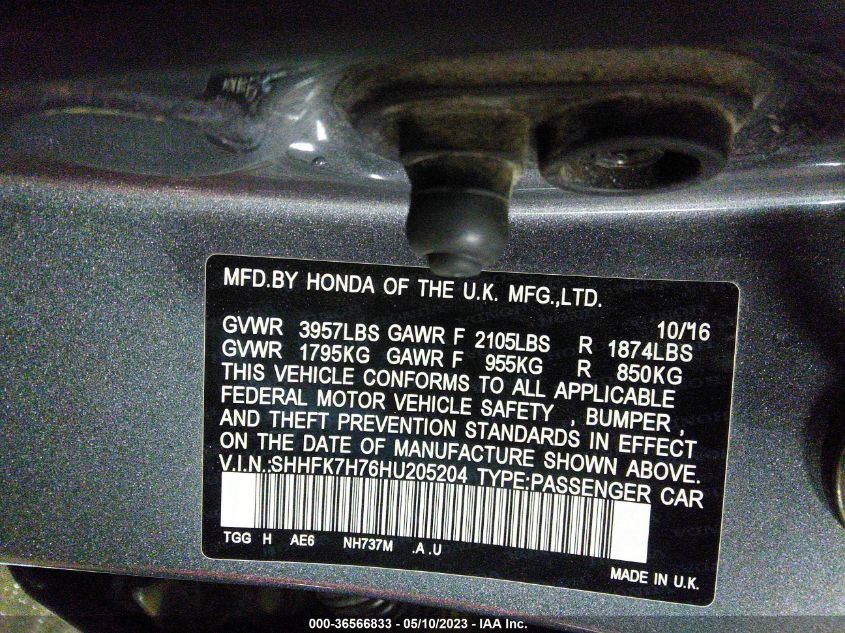 MFD.BY HONDA OF THE U.K. MFG.,LTD.
10/16
GVWR 3957LBS GAWR F 2105LBS R 1874LBS
GVWR 1795KG GAWR F 955KG R 850KG
THIS VEHICLE CONFORMS TO ALL APPLICABLE
FEDERAL MOTOR VEHICLE SAFETY , BUMPER ,
AND THEFT PREVENTION STANDARDS IN EFFECT
ON THE DATE OF MANUFACTURE SHOWN ABOVE.
V.I.N.:SHHFK7H76HU205204 TYPE:PASSENGER CAR
TGG H AE6 NH737M .A .U
MADE IN U.K.
000-36566833 - 05/10/2023 - IAA Inc.